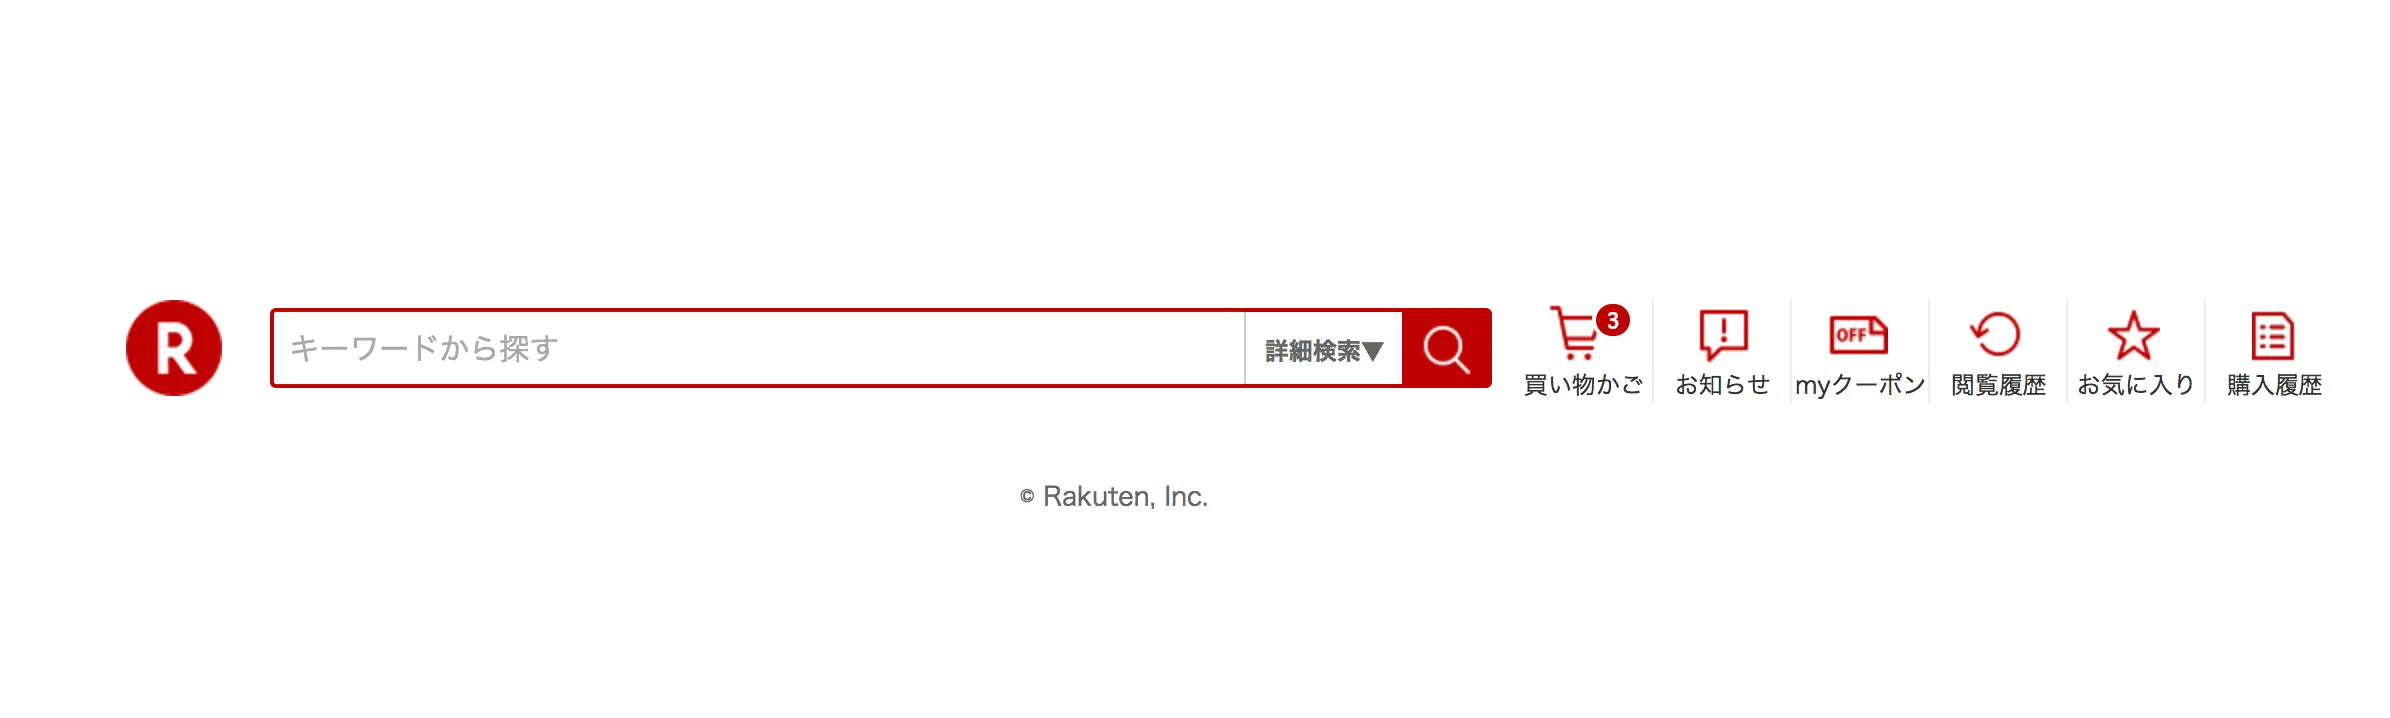 R
キーワードから探す
詳細検索▼
3
買い物かご
お知らせ
OFF
myクーポン
閲覧履歴
お気に入り
購入履歴
© Rakuten, Inc.